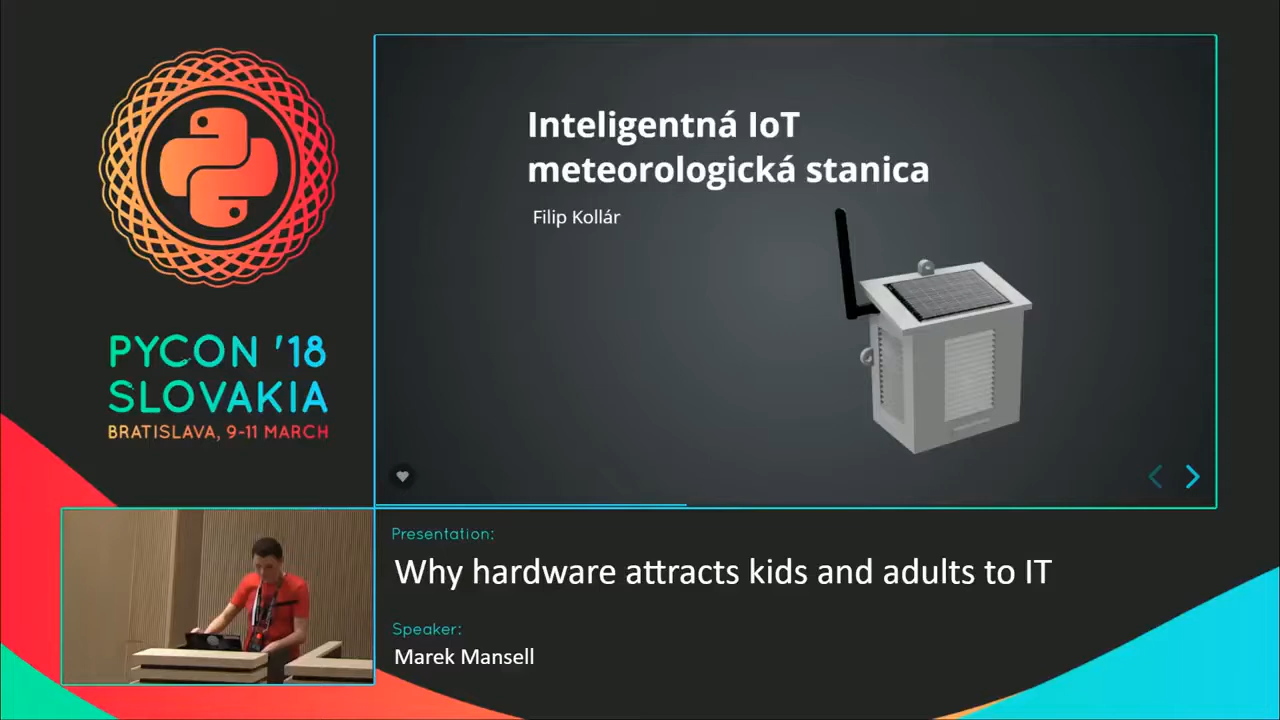 Inteligentná IoT
meteorologická stanica
Filip Kollár
PYCON '18
SLOVAKIA
BRATISLAVA, 9-11 MARCH
Presentation:
Why hardware attracts kids and adults to IT
Speaker:
Marek Mansell